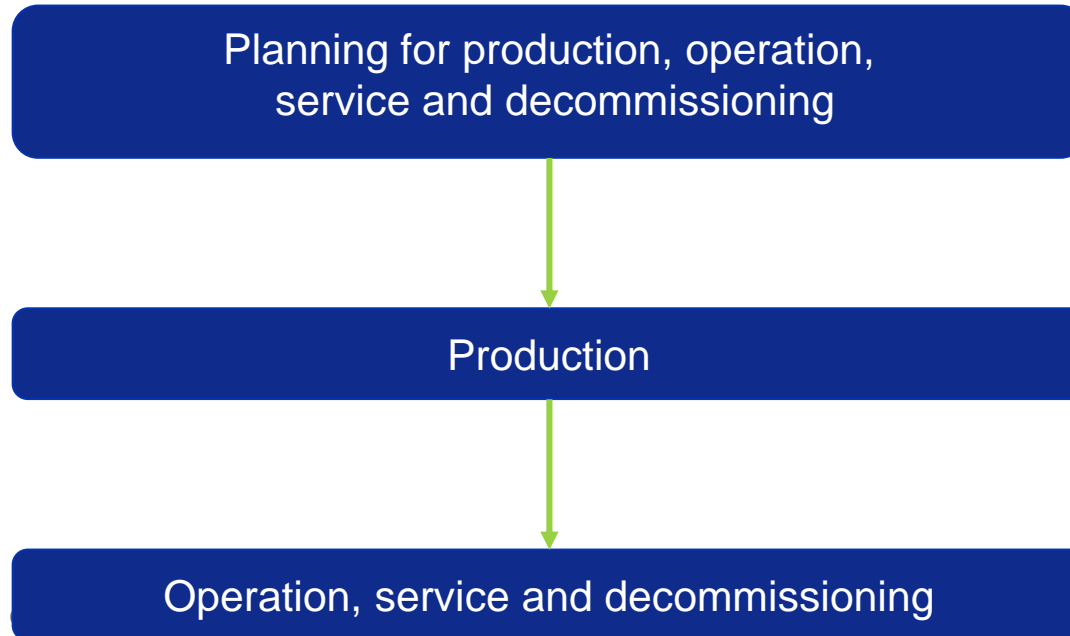 Planning for production, operation,
service and decommissioning
Production
Operation, service and decommissioning